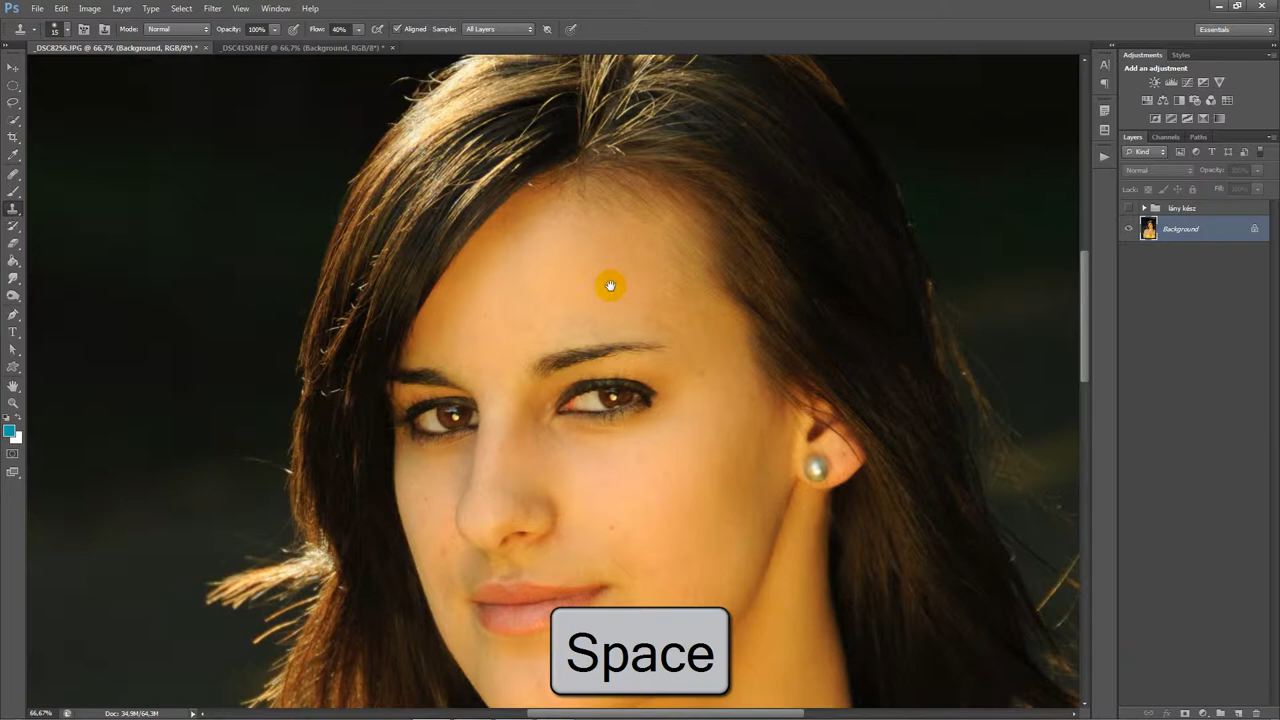 Ps File Edit Image Layer Type Select Filter View Window Help
15 Mode: Normal Opacity: 100% Flow: 40% Aligned Sample: All Layers Essentials
_DSC8256.JPG @ 66,7% (Background, RGB/8*) * × _DSC4150.NEF @ 66,7% (Background, RGB/8*) * ×
Adjustments Styles
Add an adjustment
Layers Channels Paths
Kind
Normal Opacity: 100%
Lock: Fill: 100%
lány kész
Background
Space
66,67% Doc: 34,9M/64,3M